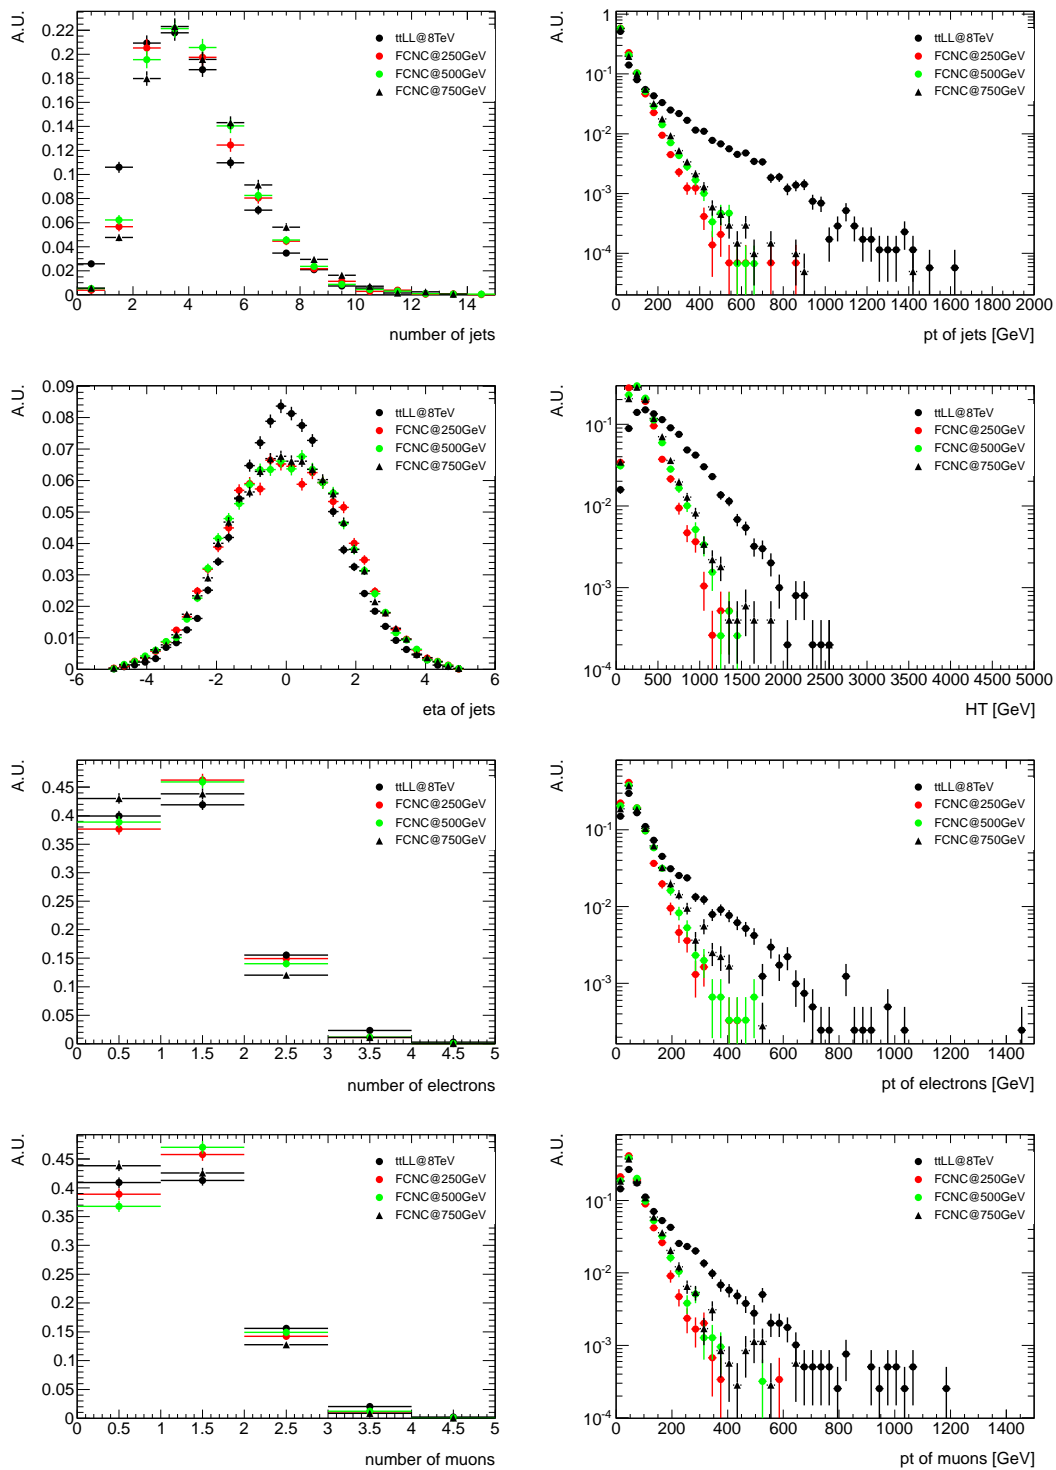 A.U.
0.22
0.2
0.18
0.16
0.14
0.12
0.1
0.08
0.06
0.04
0.02
0
0 2 4 6 8 10 12 14
number of jets
ttLL@8TeV
FCNC@250GeV
FCNC@500GeV
FCNC@750GeV
A.U.
1
10-1
10-2
10-3
10-4
0 200 400 600 800 1000 1200 1400 1600 1800 2000
pt of jets [GeV]
ttLL@8TeV
FCNC@250GeV
FCNC@500GeV
FCNC@750GeV
A.U.
0.09
0.08
0.07
0.06
0.05
0.04
0.03
0.02
0.01
0
-6 -4 -2 0 2 4 6
eta of jets
ttLL@8TeV
FCNC@250GeV
FCNC@500GeV
FCNC@750GeV
A.U.
10-1
10-2
10-3
10-4
0 500 1000 1500 2000 2500 3000 3500 4000 4500 5000
HT [GeV]
ttLL@8TeV
FCNC@250GeV
FCNC@500GeV
FCNC@750GeV
A.U.
0.45
0.4
0.35
0.3
0.25
0.2
0.15
0.1
0.05
0
0 0.5 1 1.5 2 2.5 3 3.5 4 4.5 5
number of electrons
ttLL@8TeV
FCNC@250GeV
FCNC@500GeV
FCNC@750GeV
A.U.
10-1
10-2
10-3
0 200 400 600 800 1000 1200 1400
pt of electrons [GeV]
ttLL@8TeV
FCNC@250GeV
FCNC@500GeV
FCNC@750GeV
A.U.
0.45
0.4
0.35
0.3
0.25
0.2
0.15
0.1
0.05
0
0 0.5 1 1.5 2 2.5 3 3.5 4 4.5 5
number of muons
ttLL@8TeV
FCNC@250GeV
FCNC@500GeV
FCNC@750GeV
A.U.
1
10-1
10-2
10-3
10-4
0 200 400 600 800 1000 1200 1400
pt of muons [GeV]
ttLL@8TeV
FCNC@250GeV
FCNC@500GeV
FCNC@750GeV